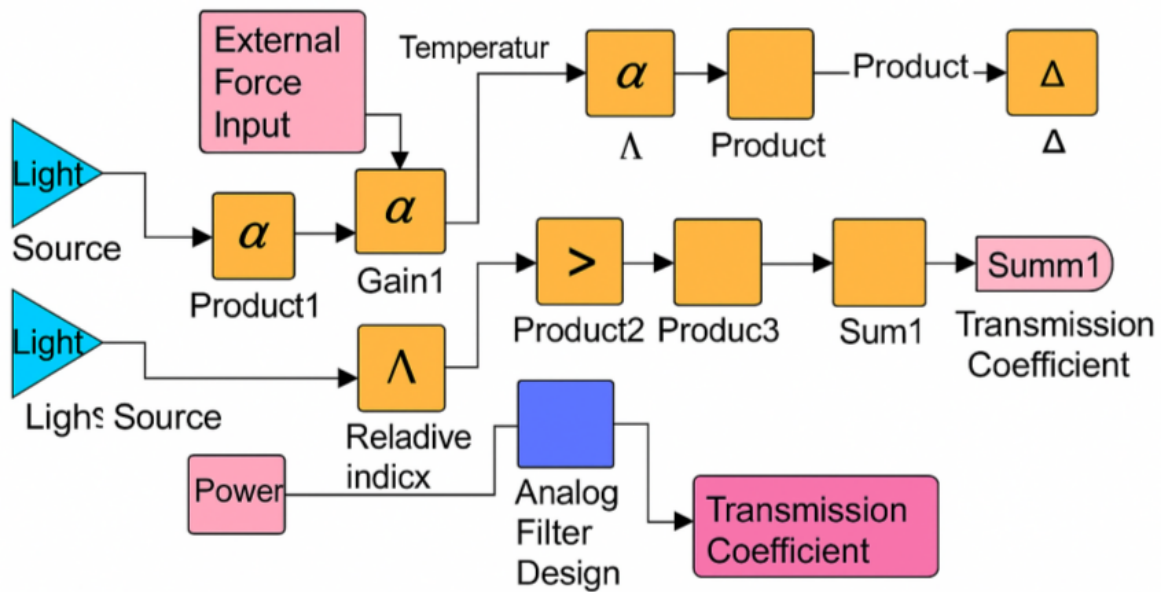 External
Force
Input
Temperatur
α
Λ
Product
Product
Δ
Δ
Light
Source
α
Product1
α
Gain1
>
Product2
Produc3
Sum1
Summ1
Transmission
Coefficient
Light
Lighs Source
Λ
Reladive
indicx
Power
Analog
Filter
Design
Transmission
Coefficient